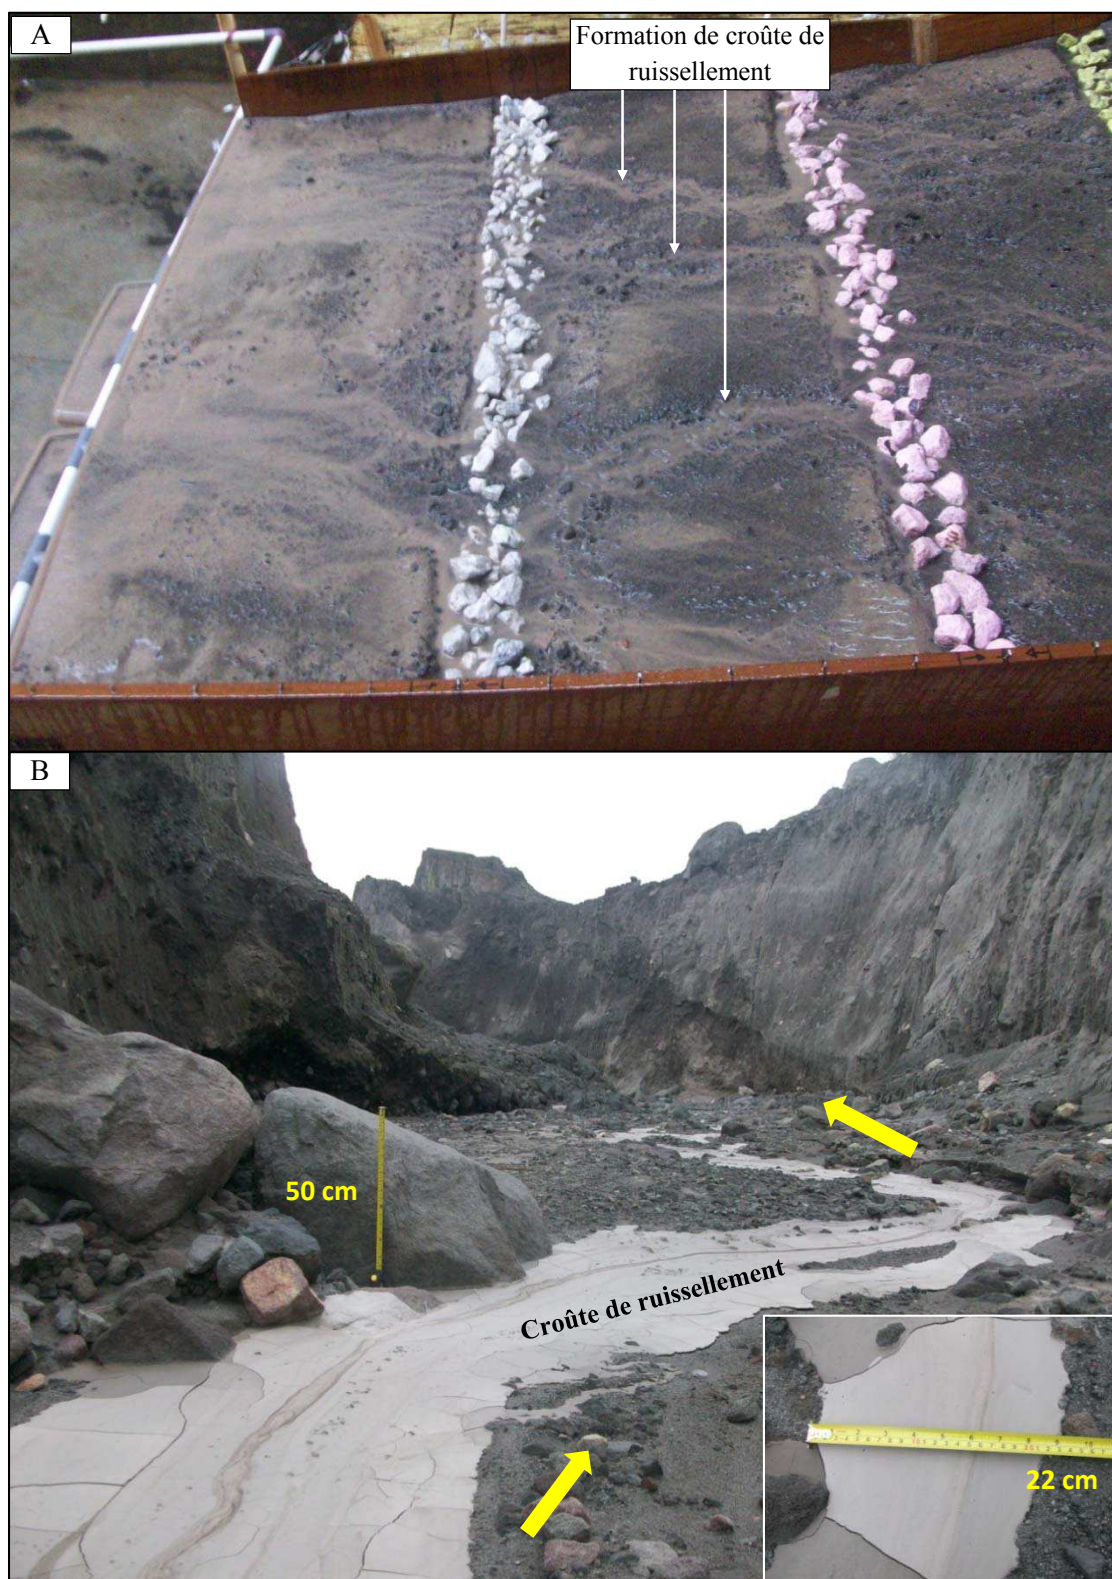 A
Formation de croûte de
ruissellement
B
50 cm
Croûte de ruissellement
22 cm